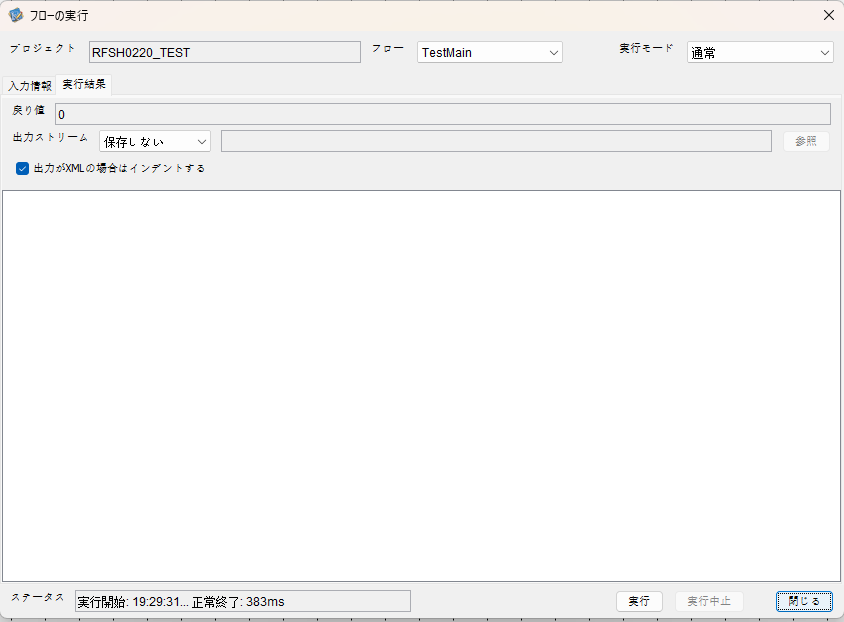 フローの実行
プロジェクト RFSH0220_TEST フロー TestMain 実行モード 通常
入力情報 実行結果
戻り値 0
出力ストリーム 保存しない 参照
出力がXMLの場合はインデントする
ステータス 実行開始: 19:29:31... 正常終了: 383ms 実行 実行中止 閉じる